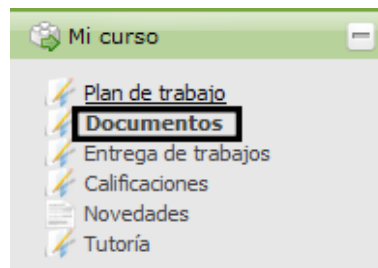 Mi curso
Plan de trabajo
Documentos
Entrega de trabajos
Calificaciones
Novedades
Tutoría